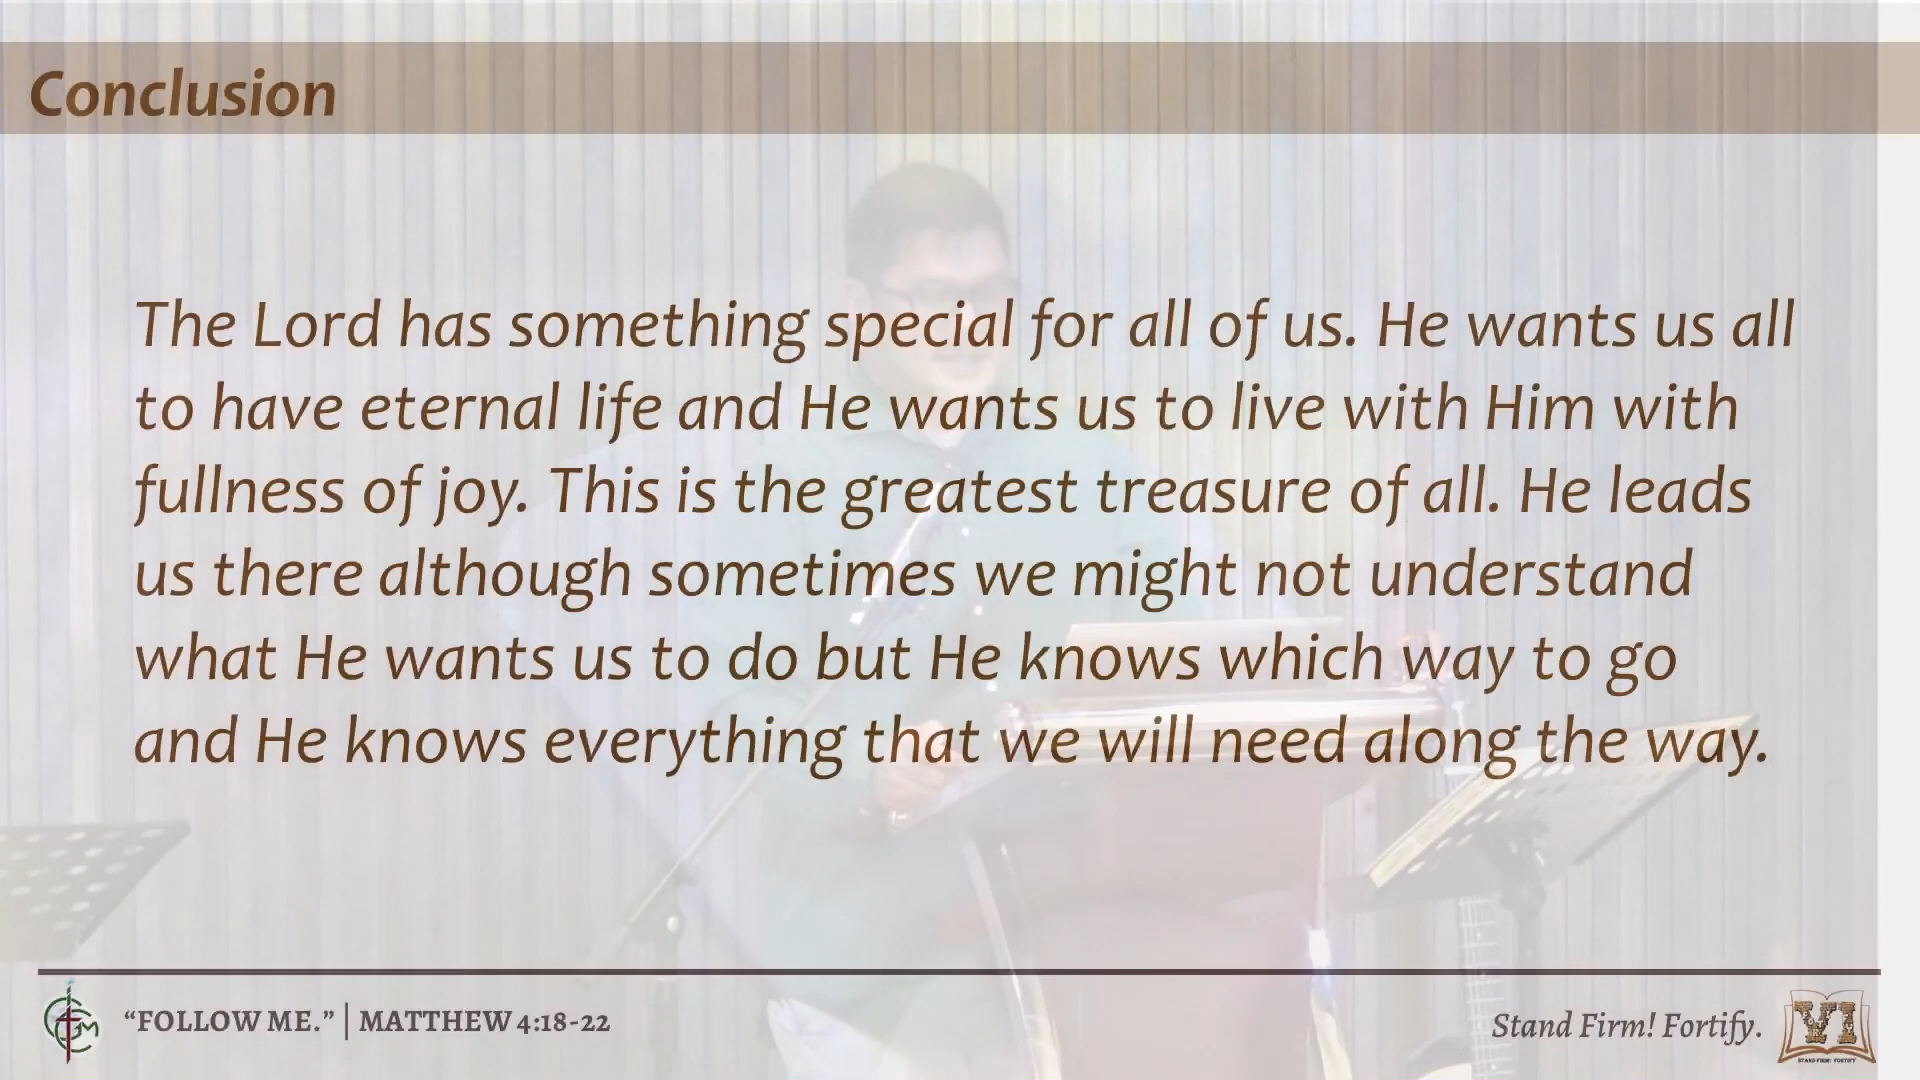 Conclusion
The Lord has something special for all of us. He wants us all
to have eternal life and He wants us to live with Him with
fullness of joy. This is the greatest treasure of all. He leads
us there although sometimes we might not understand
what He wants us to do but He knows which way to go
and He knows everything that we will need along the way.
“FOLLOW ME.” | MATTHEW 4:18-22
Stand Firm! Fortify.
VI
STAND FIRM! FORTIFY